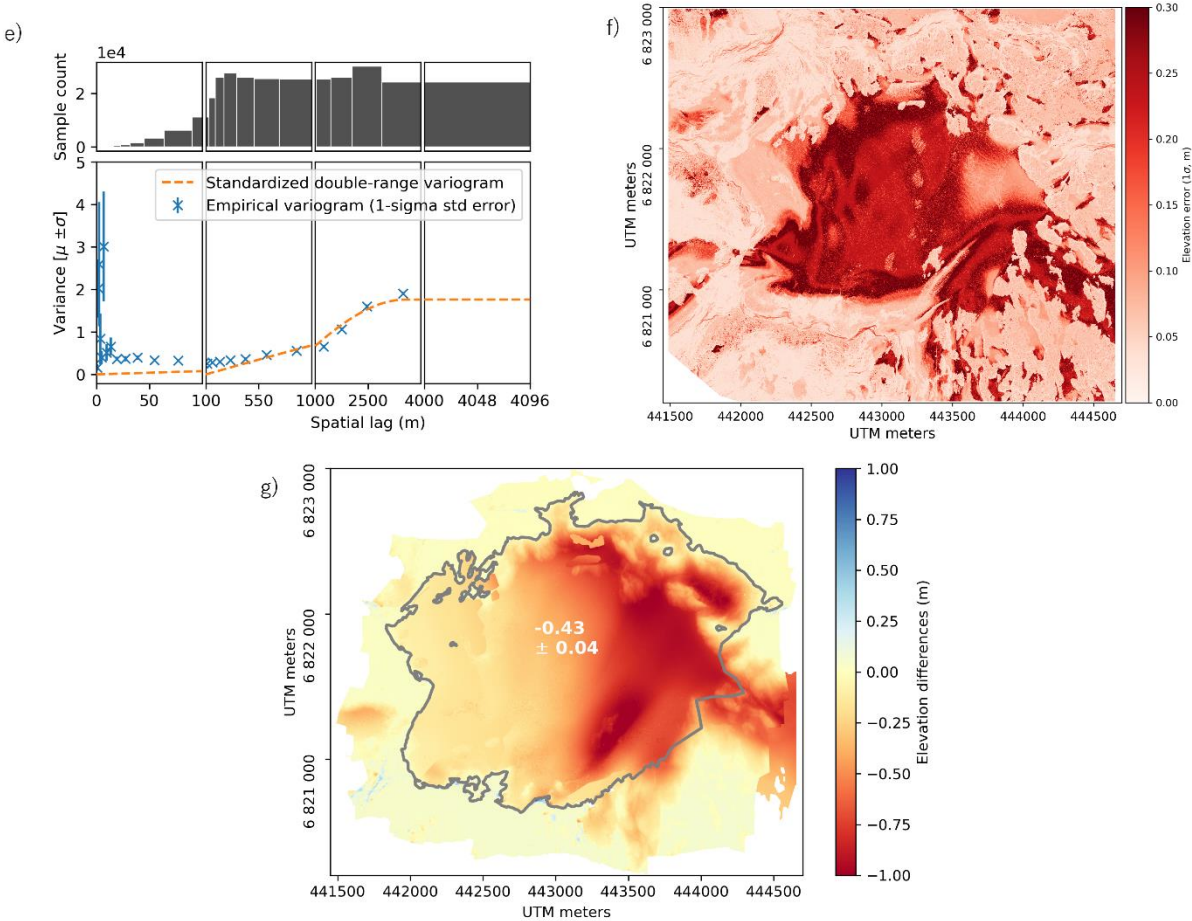 e)
1e4
Sample count
2
0
Variance [μ ±σ]
5
4
3
2
1
0
Standardized double-range variogram
Empirical variogram (1-sigma std error)
0 50 100 550 1000 2500 4000 4048 4096
Spatial lag (m)
f)
UTM meters
6 823 000
6 822 000
6 821 000
441500 442000 442500 443000 443500 444000 444500
UTM meters
0.30
0.25
0.20
0.15
0.10
0.05
0.00
Elevation error (1σ, m)
g)
UTM meters
6 823 000
6 822 000
6 821 000
-0.43
± 0.04
441500 442000 442500 443000 443500 444000 444500
UTM meters
1.00
0.75
0.50
0.25
0.00
−0.25
−0.50
−0.75
−1.00
Elevation differences (m)